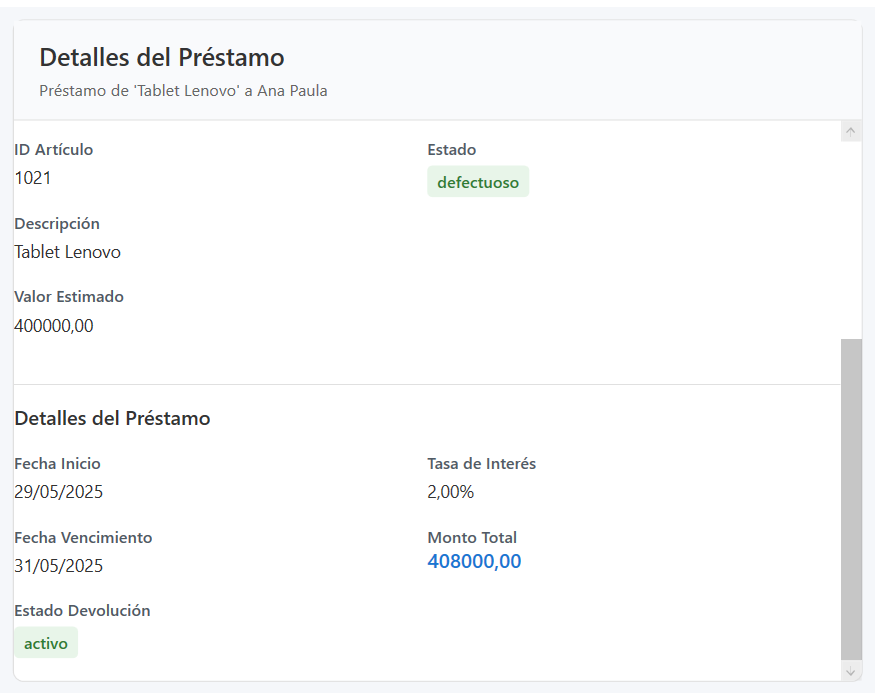 Detalles del Préstamo
Préstamo de 'Tablet Lenovo' a Ana Paula
ID Artículo
1021
Estado
defectuoso
Descripción
Tablet Lenovo
Valor Estimado
400000,00
Detalles del Préstamo
Fecha Inicio
29/05/2025
Tasa de Interés
2,00%
Fecha Vencimiento
31/05/2025
Monto Total
408000,00
Estado Devolución
activo